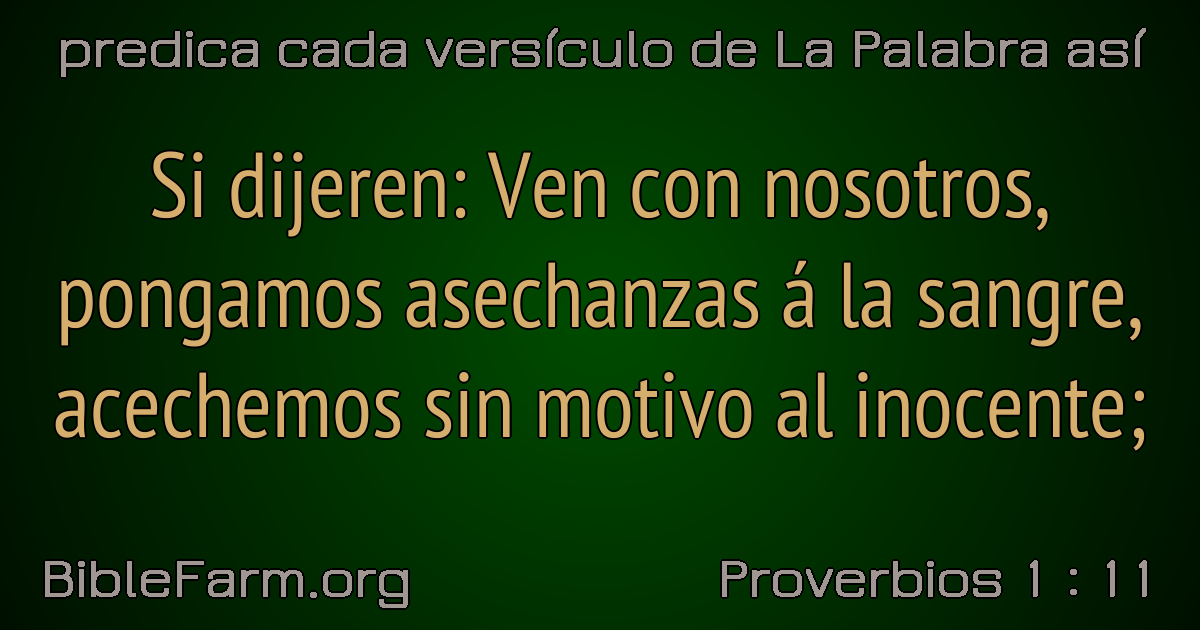 predica cada versículo de La Palabra así
Si dijeren: Ven con nosotros,
pongamos asechanzas á la sangre,
acechemos sin motivo al inocente;
BibleFarm.org
Proverbios 1 : 11